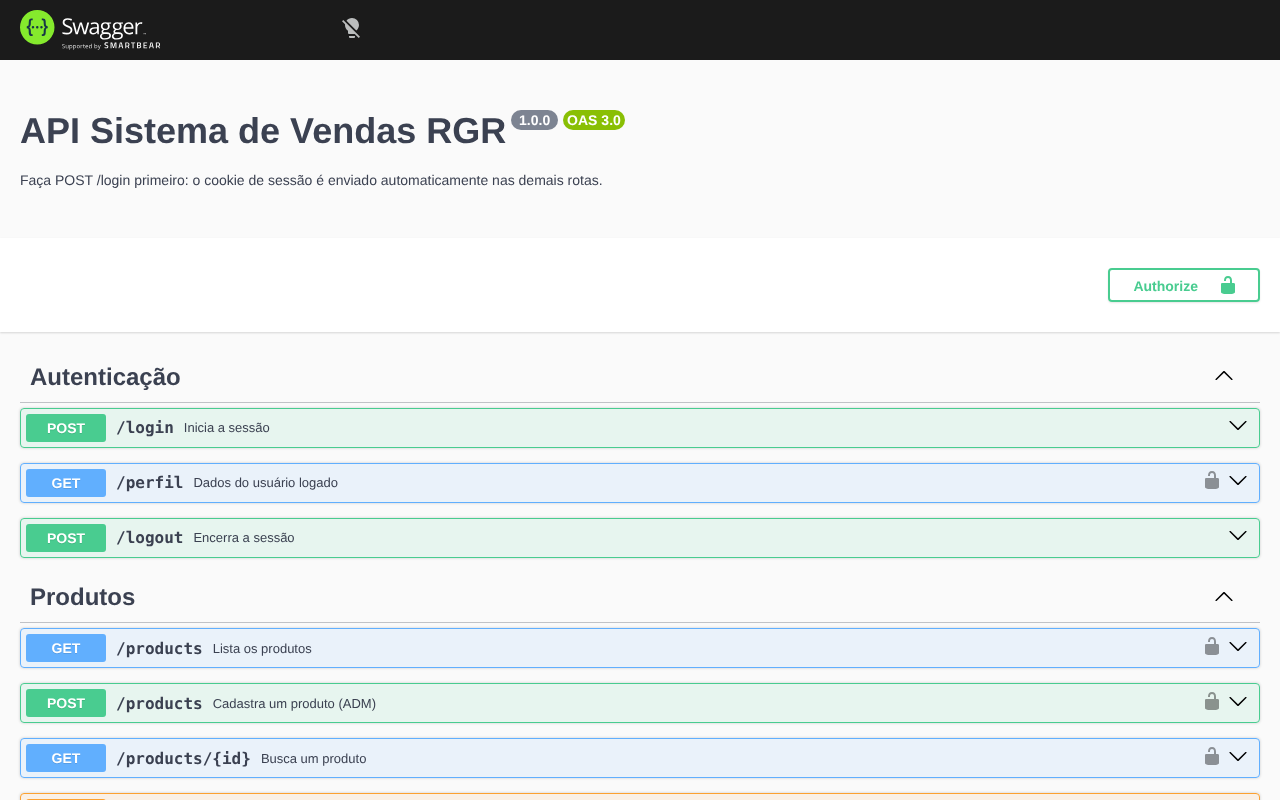 Swagger
Supported by SMARTBEAR
API Sistema de Vendas RGR 1.0.0 OAS 3.0
Faça POST /login primeiro: o cookie de sessão é enviado automaticamente nas demais rotas.
Authorize
Autenticação
POST /login Inicia a sessão
GET /perfil Dados do usuário logado
POST /logout Encerra a sessão
Produtos
GET /products Lista os produtos
POST /products Cadastra um produto (ADM)
GET /products/{id} Busca um produto